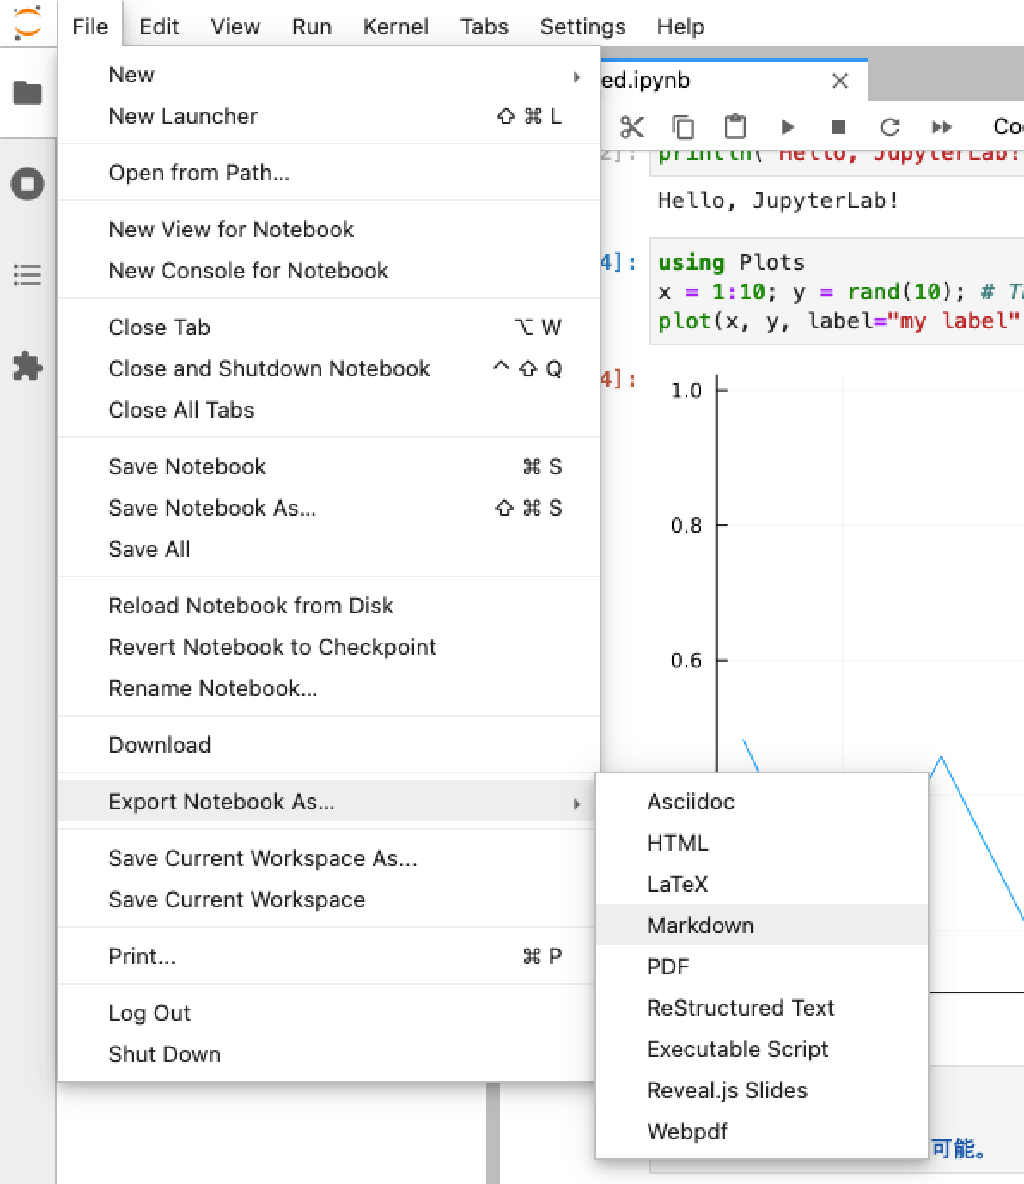 File Edit View Run Kernel Tabs Settings Help
New
New Launcher ⇧ ⌘ L
Open from Path...
New View for Notebook
New Console for Notebook
Close Tab ⌥ W
Close and Shutdown Notebook ^ ⇧ Q
Close All Tabs
Save Notebook ⌘ S
Save Notebook As... ⇧ ⌘ S
Save All
Reload Notebook from Disk
Revert Notebook to Checkpoint
Rename Notebook...
Download
Export Notebook As...
Save Current Workspace As...
Save Current Workspace
Print... ⌘ P
Log Out
Shut Down
Asciidoc
HTML
LaTeX
Markdown
PDF
ReStructured Text
Executable Script
Reveal.js Slides
Webpdf
ed.ipynb
Co
2]: println("Hello, JupyterLab!
Hello, JupyterLab!
4]: using Plots
x = 1:10; y = rand(10); #
plot(x, y, label="my label"
4]:
1.0
0.8
0.6
可能。